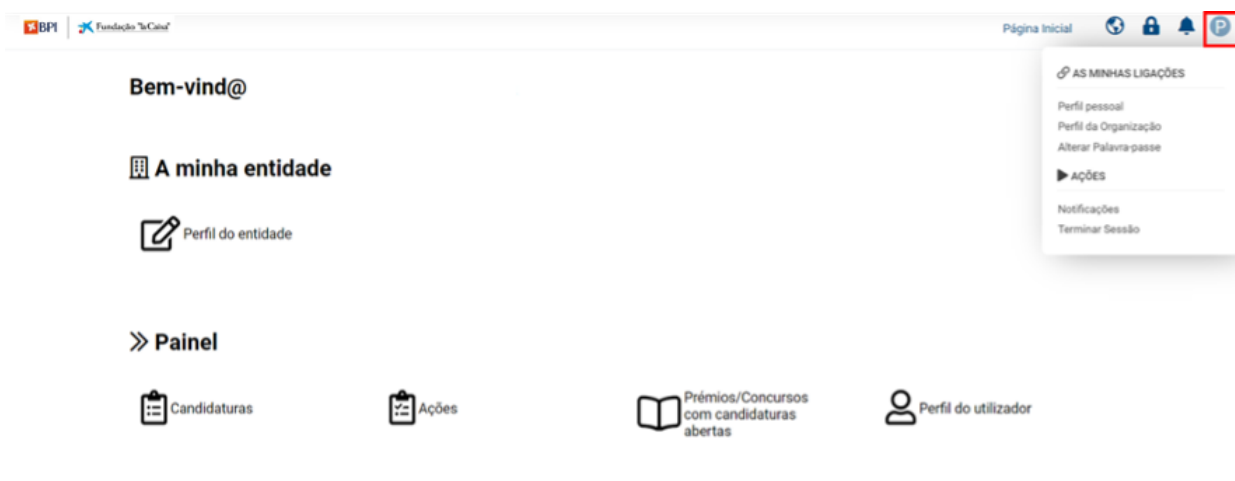 BPI
Fundação "la Caixa"
Página Inicial
P
AS MINHAS LIGAÇÕES
Perfil pessoal
Perfil da Organização
Alterar Palavra-passe
AÇÕES
Notificações
Terminar Sessão
Bem-vind@
A minha entidade
Perfil do entidade
Painel
Candidaturas
Ações
Prémios/Concursos
com candidaturas
abertas
Perfil do utilizador